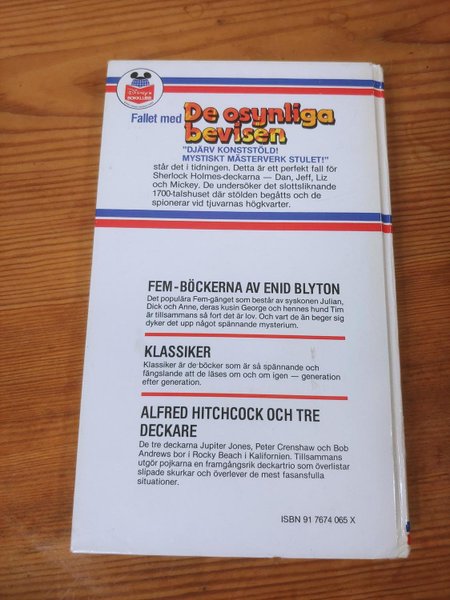 Disney's
BOKKLUBB
Fallet med De osynliga
bevisen
"DJÄRV KONSTSTÖLD!
MYSTISKT MÄSTERVERK STULET!"
står det i tidningen. Detta är ett perfekt fall för
Sherlock Holmes-deckarna — Dan, Jeff, Liz
och Mickey. De undersöker det slottsliknande
1700-talshuset där stölden begåtts och de
spionerar vid tjuvarnas högkvarter.
FEM-BÖCKERNA AV ENID BLYTON
Det populära Fem-gänget som består av syskonen Julian,
Dick och Anne, deras kusin George och hennes hund Tim
är tillsammans så fort det är lov. Och vart de än beger sig
dyker det upp något spännande mysterium.
KLASSIKER
Klassiker är de böcker som är så spännande och
fängslande att de läses om och om igen — generation
efter generation.
ALFRED HITCHCOCK OCH TRE
DECKARE
De tre deckarna Jupiter Jones, Peter Crenshaw och Bob
Andrews bor i Rocky Beach i Kalifornien. Tillsammans
utgör pojkarna en framgångsrik deckartrio som överlistar
slipade skurkar och överlever de mest fasansfulla
situationer.
ISBN 91 7674 065 X